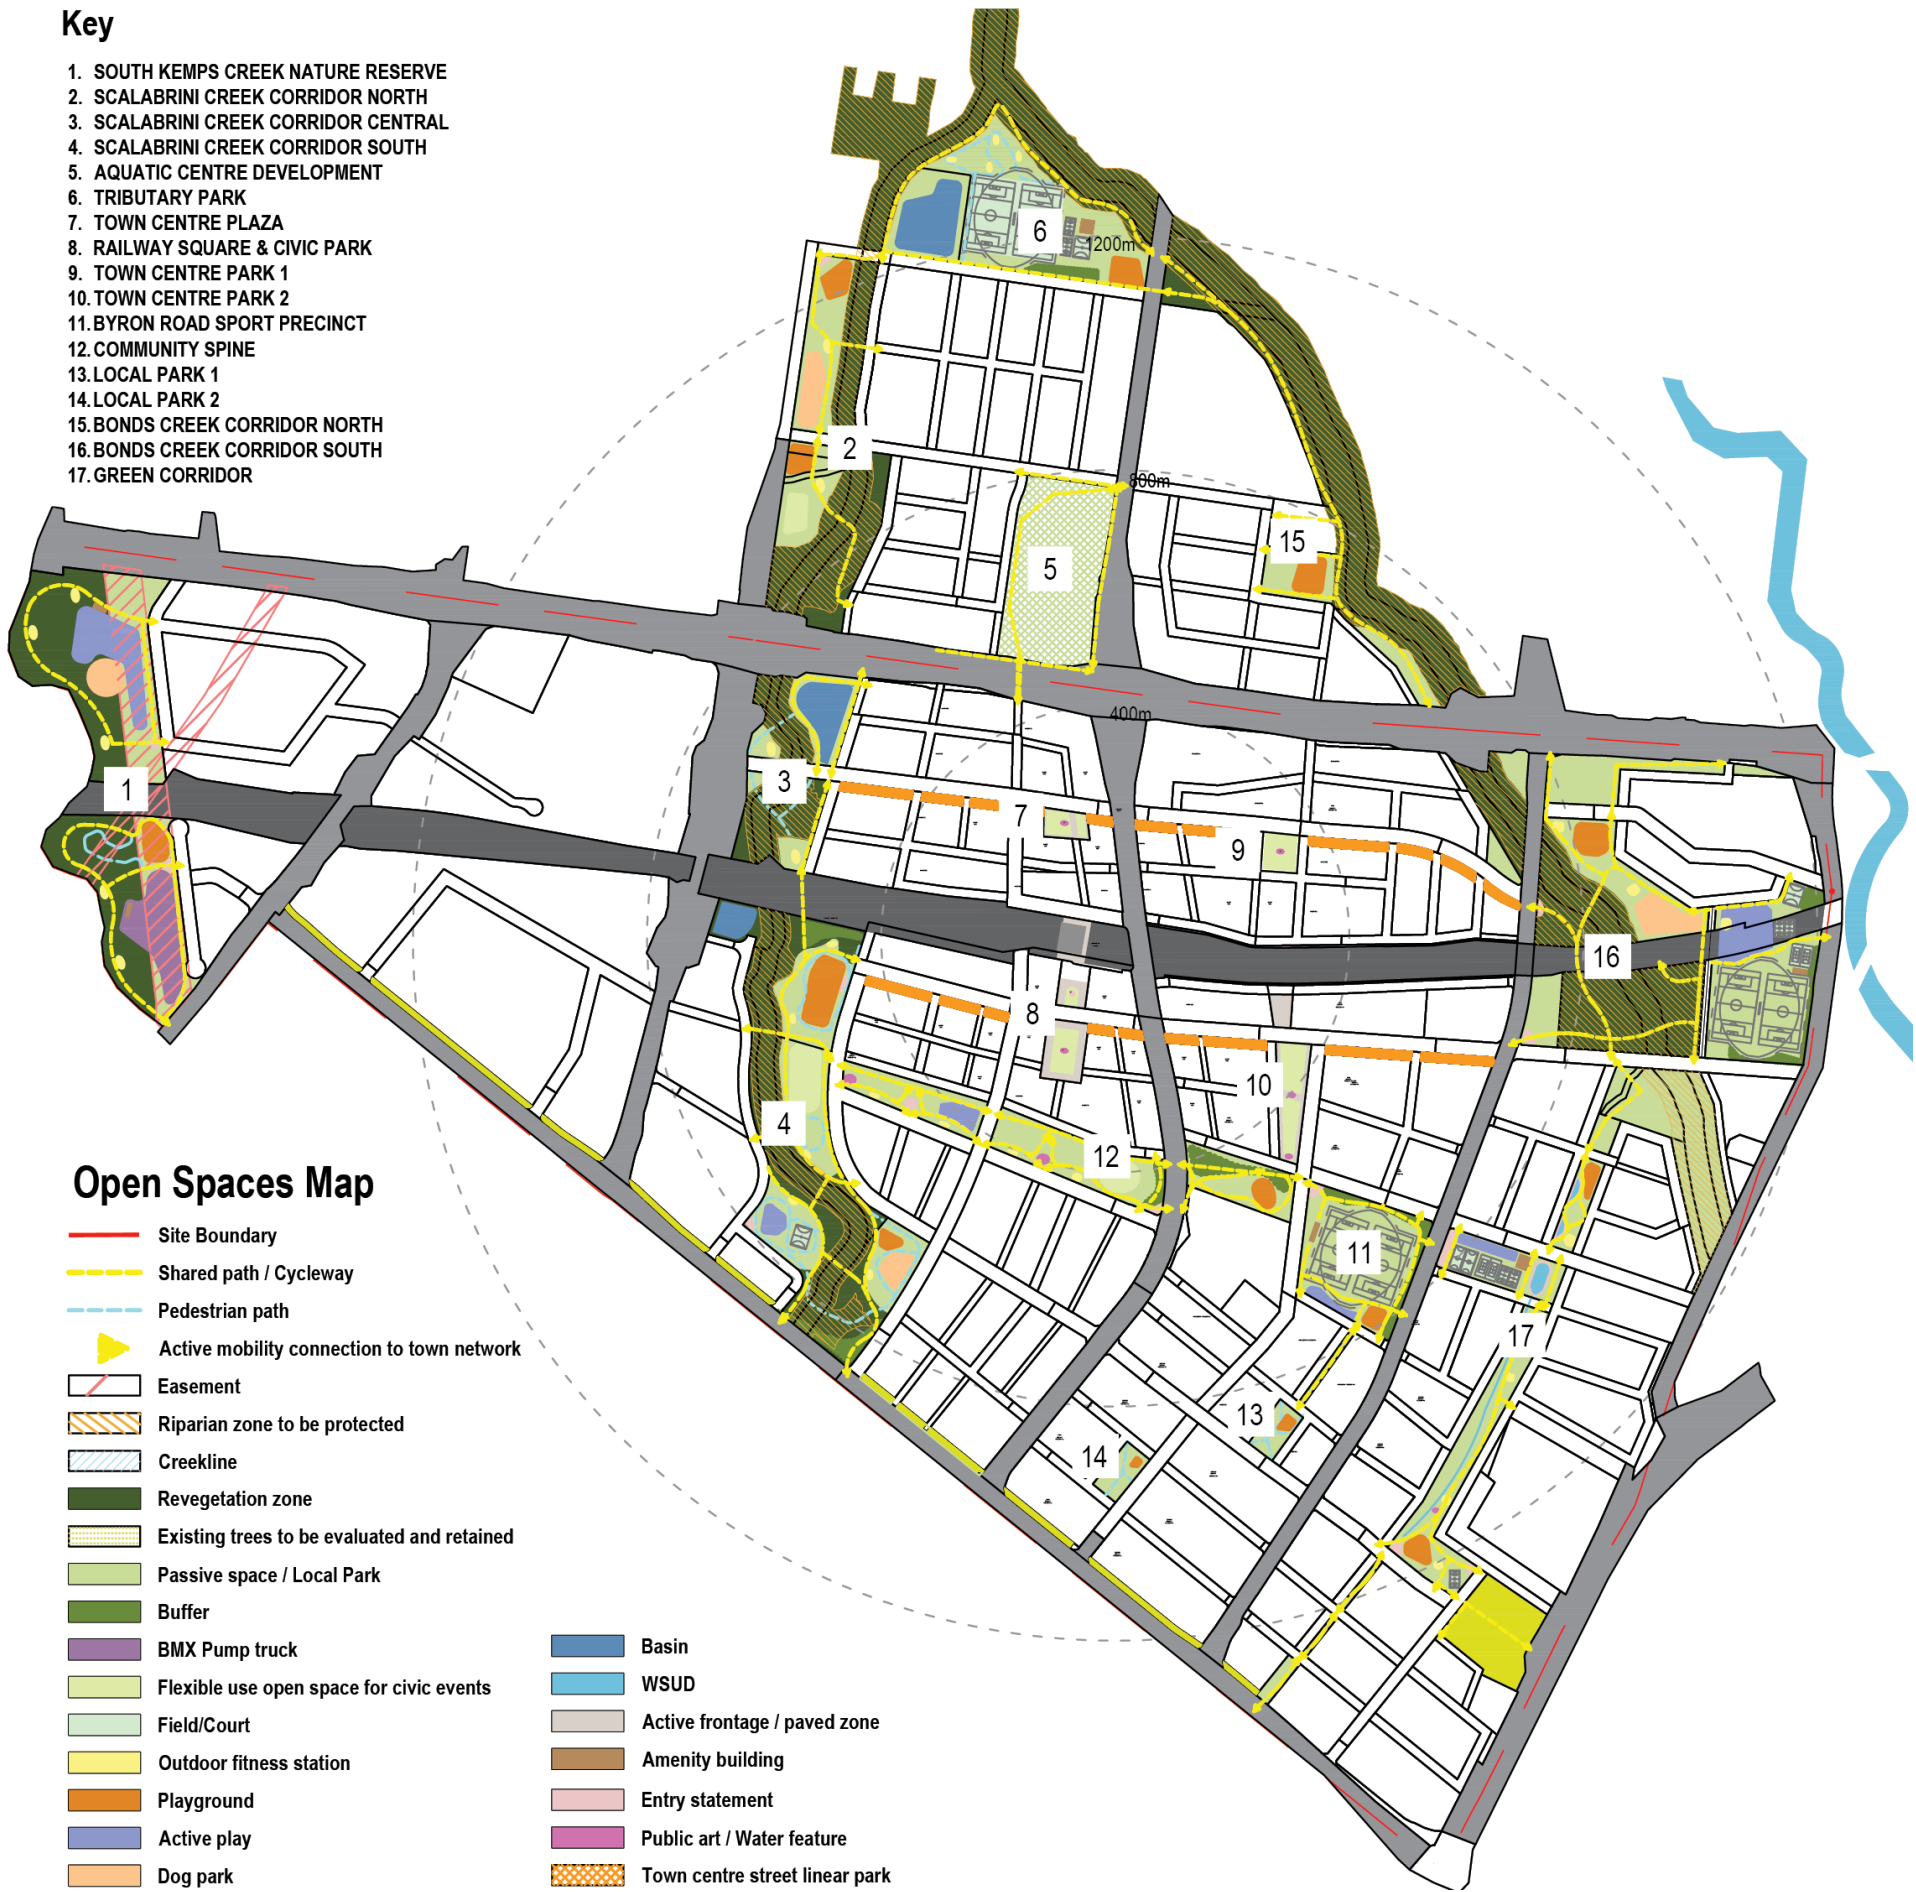 Key
1. SOUTH KEMPS CREEK NATURE RESERVE
2. SCALABRINI CREEK CORRIDOR NORTH
3. SCALABRINI CREEK CORRIDOR CENTRAL
4. SCALABRINI CREEK CORRIDOR SOUTH
5. AQUATIC CENTRE DEVELOPMENT
6. TRIBUTARY PARK
7. TOWN CENTRE PLAZA
8. RAILWAY SQUARE & CIVIC PARK
9. TOWN CENTRE PARK 1
10. TOWN CENTRE PARK 2
11. BYRON ROAD SPORT PRECINCT
12. COMMUNITY SPINE
13. LOCAL PARK 1
14. LOCAL PARK 2
15. BONDS CREEK CORRIDOR NORTH
16. BONDS CREEK CORRIDOR SOUTH
17. GREEN CORRIDOR
6
1200m
2
800m
15
5
400m
1
3
7
9
16
8
10
4
12
11
17
13
14
Open Spaces Map
Site Boundary
Shared path / Cycleway
Pedestrian path
Active mobility connection to town network
Easement
Riparian zone to be protected
Creekline
Revegetation zone
Existing trees to be evaluated and retained
Passive space / Local Park
Buffer
BMX Pump truck
Flexible use open space for civic events
Field/Court
Outdoor fitness station
Playground
Active play
Dog park
Basin
WSUD
Active frontage / paved zone
Amenity building
Entry statement
Public art / Water feature
Town centre street linear park